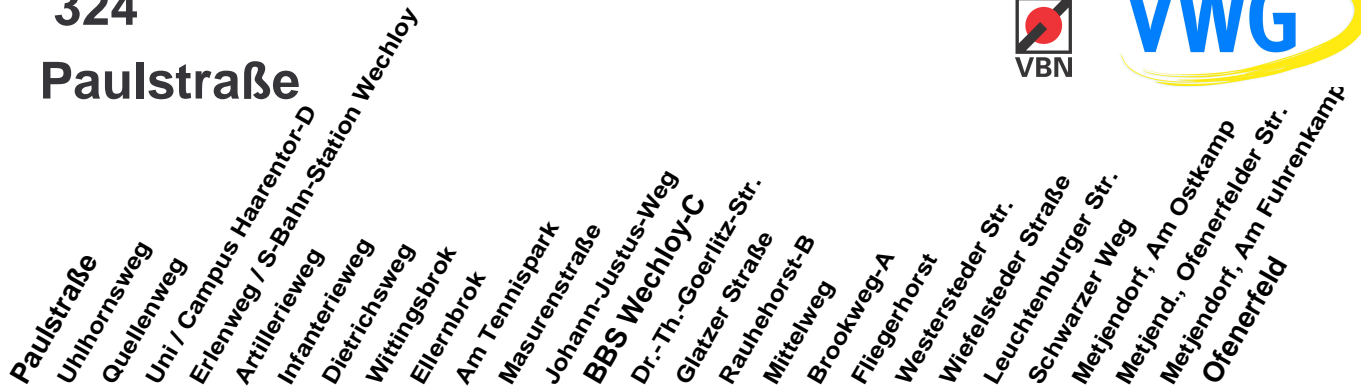 324
Paulstraße
VBN
VWG
Paulstraße
Uhlhornsweg
Quellenweg
Uni / Campus Haarentor-D
Erlenweg / S-Bahn-Station Wechloy
Artillerieweg
Infanterieweg
Dietrichsweg
Wittingsbrok
Ellernbrok
Am Tennispark
Masurenstraße
Johann-Justus-Weg
BBS Wechloy-C
Dr.-Th.-Goerlitz-Str.
Glatzer Straße
Rauhehorst-B
Mittelweg
Brookweg-A
Fliegerhorst
Westersteder Str.
Wiefelsteder Straße
Leuchtenburger Str.
Schwarzer Weg
Metjendorf, Am Ostkamp
Metjend., Ofenerfelder Str.
Metjendorf, Am Fuhrenkamp
Ofenerfeld